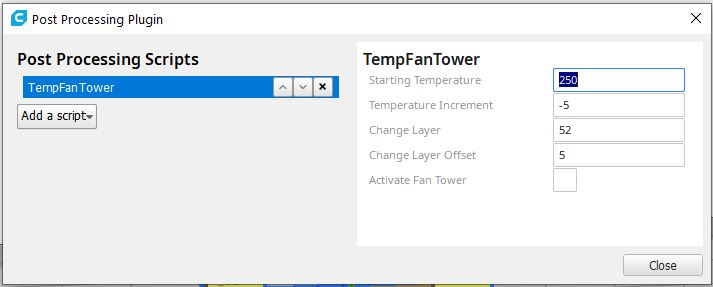 Post Processing Plugin
Post Processing Scripts
TempFanTower
Add a script
TempFanTower
Starting Temperature 250
Temperature Increment -5
Change Layer 52
Change Layer Offset 5
Activate Fan Tower
Close